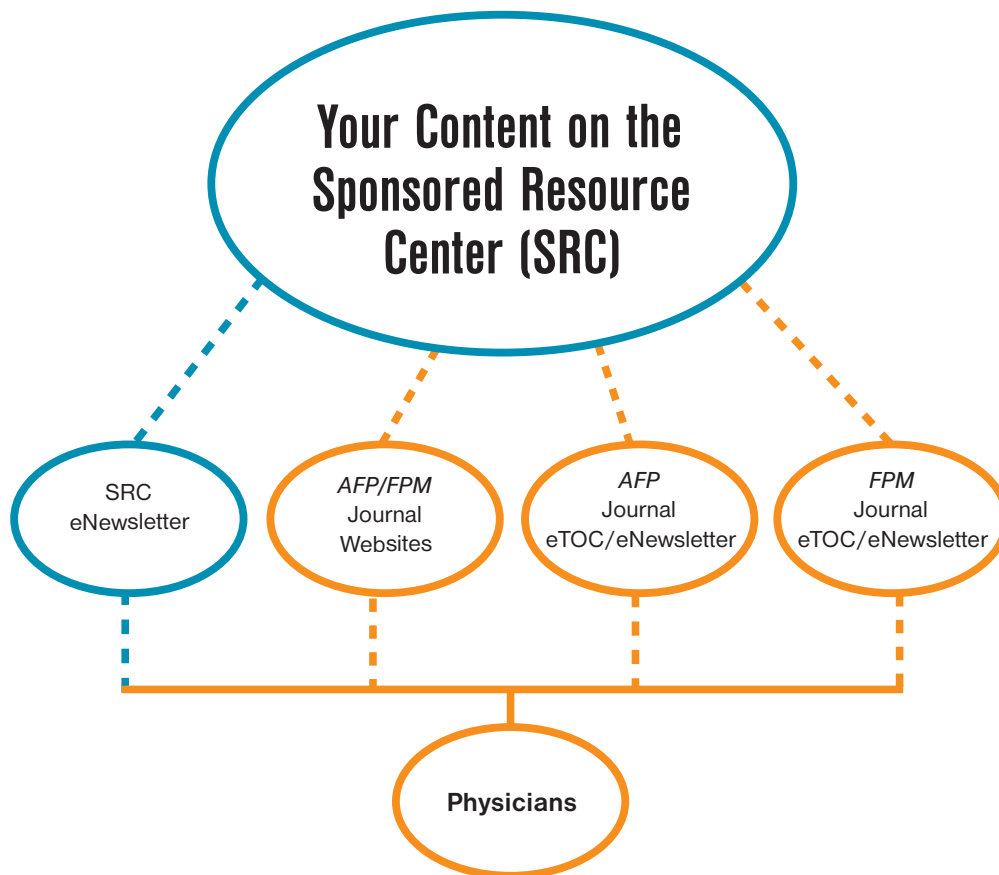 Your Content on the
Sponsored Resource
Center (SRC)
SRC
eNewsletter
AFP/FPM
Journal
Websites
AFP
Journal
eTOC/eNewsletter
FPM
Journal
eTOC/eNewsletter
Physicians